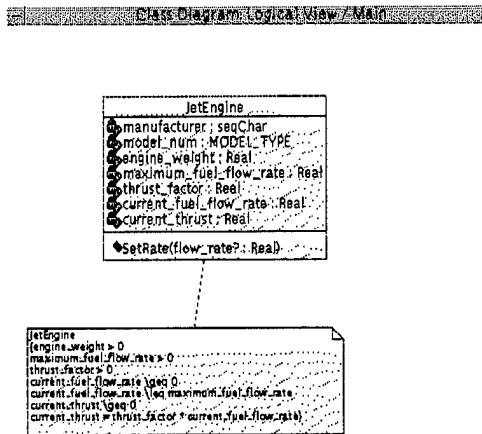 Class Diagram: Logical View / Main
JetEngine
manufacturer : seqChar
model_num : MODEL_TYPE
engine_weight : Real
maximum_fuel_flow_rate : Real
thrust_factor : Real
current_fuel_flow_rate : Real
current_thrust : Real
SetRate(flow_rate? : Real)
JetEngine
{engine_weight > 0
maximum_fuel_flow_rate > 0
thrust_factor > 0
current_fuel_flow_rate \geq 0
current_fuel_flow_rate \leq maximum_fuel_flow_rate
current_thrust \geq 0
current_thrust = thrust_factor * current_fuel_flow_rate}